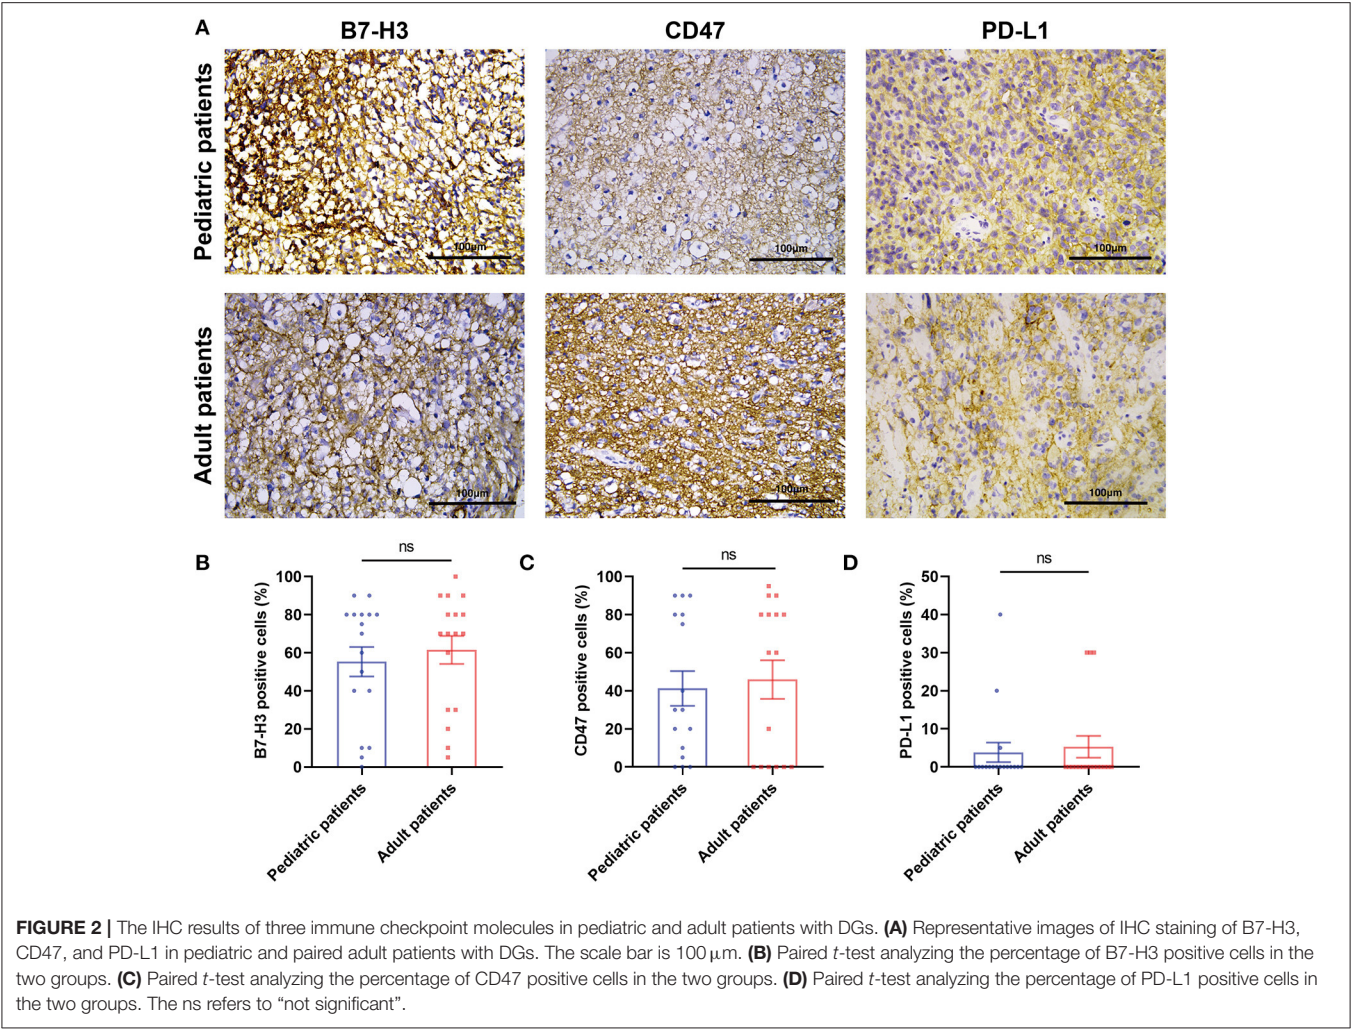 A
B7-H3
CD47
PD-L1
Pediatric patients
100μm
100μm
100μm
Adult patients
100μm
100μm
100μm
B
ns
B7-H3 positive cells (%)
100
80
60
40
20
0
Pediatric patients
Adult patients
C
ns
CD47 positive cells (%)
100
80
60
40
20
0
Pediatric patients
Adult patients
D
ns
PD-L1 positive cells (%)
50
40
30
20
10
0
Pediatric patients
Adult patients
FIGURE 2 | The IHC results of three immune checkpoint molecules in pediatric and adult patients with DGs. (A) Representative images of IHC staining of B7-H3,
CD47, and PD-L1 in pediatric and paired adult patients with DGs. The scale bar is 100 μm. (B) Paired t-test analyzing the percentage of B7-H3 positive cells in the
two groups. (C) Paired t-test analyzing the percentage of CD47 positive cells in the two groups. (D) Paired t-test analyzing the percentage of PD-L1 positive cells in
the two groups. The ns refers to “not significant”.